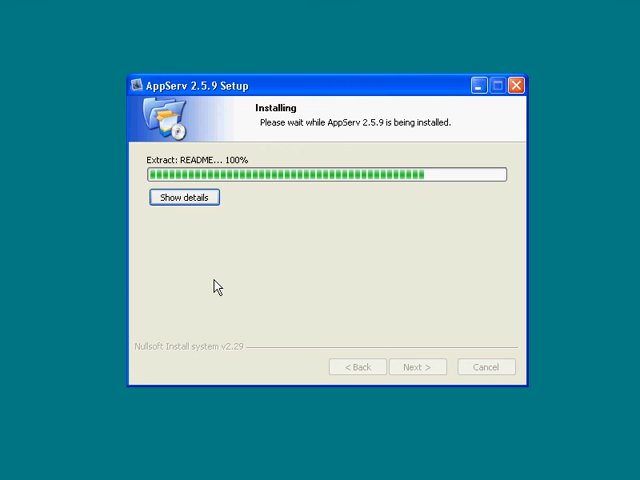 AppServ 2.5.9 Setup
Installing
Please wait while AppServ 2.5.9 is being installed.
Extract: README... 100%
Show details
Nullsoft Install system v2.29
< Back
Next >
Cancel